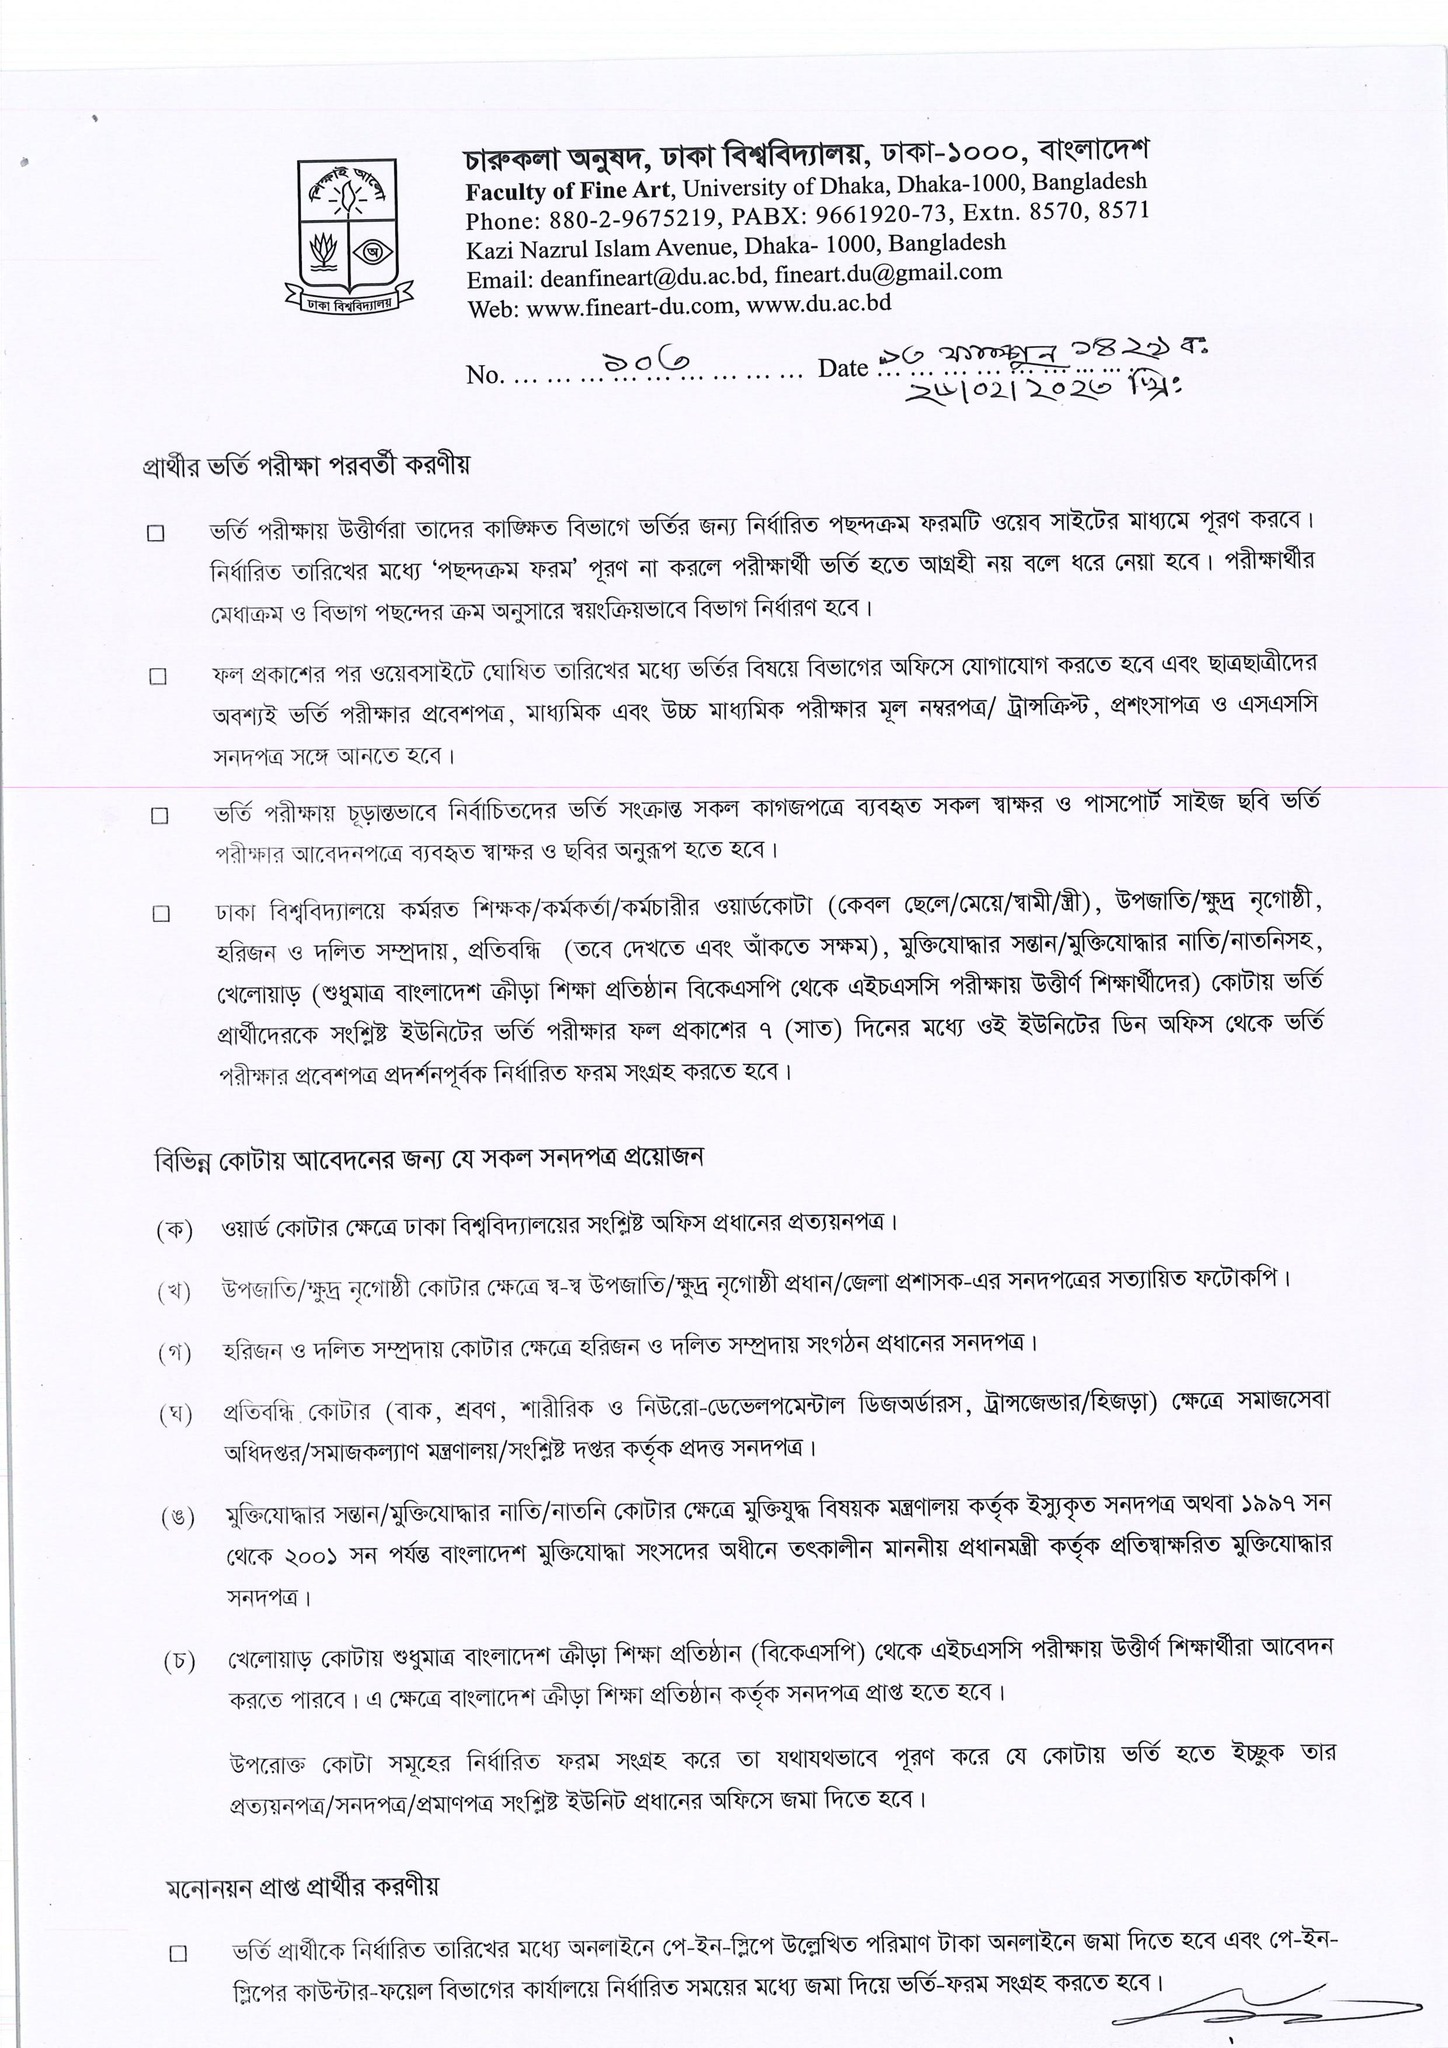 চারুকলা অনুষদ, ঢাকা বিশ্ববিদ্যালয়, ঢাকা-১০০০, বাংলাদেশ
Faculty of Fine Art, University of Dhaka, Dhaka-1000, Bangladesh
Phone: 880-2-9675219, PABX: 9661920-73, Extn. 8570, 8571
Kazi Nazrul Islam Avenue, Dhaka- 1000, Bangladesh
Email: deanfineart@du.ac.bd, fineart.du@gmail.com
Web: www.fineart-du.com, www.du.ac.bd
শিক্ষাই আলো
অ
ঢাকা বিশ্ববিদ্যালয়
No. ... ১০৩ ... Date ১৩ ফাল্গুন ১৪২৯ ব:
২৬/০২/২০২৩ খ্রি:
প্রার্থীর ভর্তি পরীক্ষা পরবর্তী করণীয়
ভর্তি পরীক্ষায় উত্তীর্ণরা তাদের কাঙ্ক্ষিত বিভাগে ভর্তির জন্য নির্ধারিত পছন্দক্রম ফরমটি ওয়েব সাইটের মাধ্যমে পূরণ করবে।
নির্ধারিত তারিখের মধ্যে ‘পছন্দক্রম ফরম’ পূরণ না করলে পরীক্ষার্থী ভর্তি হতে আগ্রহী নয় বলে ধরে নেয়া হবে। পরীক্ষার্থীর
মেধাক্রম ও বিভাগ পছন্দের ক্রম অনুসারে স্বয়ংক্রিয়ভাবে বিভাগ নির্ধারণ হবে।
ফল প্রকাশের পর ওয়েবসাইটে ঘোষিত তারিখের মধ্যে ভর্তির বিষয়ে বিভাগের অফিসে যোগাযোগ করতে হবে এবং ছাত্রছাত্রীদের
অবশ্যই ভর্তি পরীক্ষার প্রবেশপত্র, মাধ্যমিক এবং উচ্চ মাধ্যমিক পরীক্ষার মূল নম্বরপত্র/ ট্রান্সক্রিপ্ট, প্রশংসাপত্র ও এসএসসি
সনদপত্র সঙ্গে আনতে হবে।
ভর্তি পরীক্ষায় চূড়ান্তভাবে নির্বাচিতদের ভর্তি সংক্রান্ত সকল কাগজপত্রে ব্যবহৃত সকল স্বাক্ষর ও পাসপোর্ট সাইজ ছবি ভর্তি
পরীক্ষার আবেদনপত্রে ব্যবহৃত স্বাক্ষর ও ছবির অনুরূপ হতে হবে।
ঢাকা বিশ্ববিদ্যালয়ে কর্মরত শিক্ষক/কর্মকর্তা/কর্মচারীর ওয়ার্ডকোটা (কেবল ছেলে/মেয়ে/স্বামী/স্ত্রী), উপজাতি/ক্ষুদ্র নৃগোষ্ঠী,
হরিজন ও দলিত সম্প্রদায়, প্রতিবন্ধি (তবে দেখতে এবং আঁকতে সক্ষম), মুক্তিযোদ্ধার সন্তান/মুক্তিযোদ্ধার নাতি/নাতনিসহ,
খেলোয়াড় (শুধুমাত্র বাংলাদেশ ক্রীড়া শিক্ষা প্রতিষ্ঠান বিকেএসপি থেকে এইচএসসি পরীক্ষায় উত্তীর্ণ শিক্ষার্থীদের) কোটায় ভর্তি
প্রার্থীদেরকে সংশ্লিষ্ট ইউনিটের ভর্তি পরীক্ষার ফল প্রকাশের ৭ (সাত) দিনের মধ্যে ওই ইউনিটের ডিন অফিস থেকে ভর্তি
পরীক্ষার প্রবেশপত্র প্রদর্শনপূর্বক নির্ধারিত ফরম সংগ্রহ করতে হবে।
বিভিন্ন কোটায় আবেদনের জন্য যে সকল সনদপত্র প্রয়োজন
(ক) ওয়ার্ড কোটার ক্ষেত্রে ঢাকা বিশ্ববিদ্যালয়ের সংশ্লিষ্ট অফিস প্রধানের প্রত্যয়নপত্র।
(খ) উপজাতি/ক্ষুদ্র নৃগোষ্ঠী কোটার ক্ষেত্রে স্ব-স্ব উপজাতি/ক্ষুদ্র নৃগোষ্ঠী প্রধান/জেলা প্রশাসক-এর সনদপত্রের সত্যায়িত ফটোকপি।
(গ) হরিজন ও দলিত সম্প্রদায় কোটার ক্ষেত্রে হরিজন ও দলিত সম্প্রদায় সংগঠন প্রধানের সনদপত্র।
(ঘ) প্রতিবন্ধি কোটার (বাক, শ্রবণ, শারীরিক ও নিউরো-ডেভেলপমেন্টাল ডিজঅর্ডারস, ট্রান্সজেন্ডার/হিজড়া) ক্ষেত্রে সমাজসেবা
অধিদপ্তর/সমাজকল্যাণ মন্ত্রণালয়/সংশ্লিষ্ট দপ্তর কর্তৃক প্রদত্ত সনদপত্র।
(ঙ) মুক্তিযোদ্ধার সন্তান/মুক্তিযোদ্ধার নাতি/নাতনি কোটার ক্ষেত্রে মুক্তিযুদ্ধ বিষয়ক মন্ত্রণালয় কর্তৃক ইস্যুকৃত সনদপত্র অথবা ১৯৯৭ সন
থেকে ২০০১ সন পর্যন্ত বাংলাদেশ মুক্তিযোদ্ধা সংসদের অধীনে তৎকালীন মাননীয় প্রধানমন্ত্রী কর্তৃক প্রতিস্বাক্ষরিত মুক্তিযোদ্ধার
সনদপত্র।
(চ) খেলোয়াড় কোটায় শুধুমাত্র বাংলাদেশ ক্রীড়া শিক্ষা প্রতিষ্ঠান (বিকেএসপি) থেকে এইচএসসি পরীক্ষায় উত্তীর্ণ শিক্ষার্থীরা আবেদন
করতে পারবে। এ ক্ষেত্রে বাংলাদেশ ক্রীড়া শিক্ষা প্রতিষ্ঠান কর্তৃক সনদপত্র প্রাপ্ত হতে হবে।
উপরোক্ত কোটা সমূহের নির্ধারিত ফরম সংগ্রহ করে তা যথাযথভাবে পূরণ করে যে কোটায় ভর্তি হতে ইচ্ছুক তার
প্রত্যয়নপত্র/সনদপত্র/প্রমাণপত্র সংশ্লিষ্ট ইউনিট প্রধানের অফিসে জমা দিতে হবে।
মনোনয়ন প্রাপ্ত প্রার্থীর করণীয়
ভর্তি প্রার্থীকে নির্ধারিত তারিখের মধ্যে অনলাইনে পে-ইন-স্লিপে উল্লেখিত পরিমাণ টাকা অনলাইনে জমা দিতে হবে এবং পে-ইন-
স্লিপের কাউন্টার-ফয়েল বিভাগের কার্যালয়ে নির্ধারিত সময়ের মধ্যে জমা দিয়ে ভর্তি-ফরম সংগ্রহ করতে হবে।